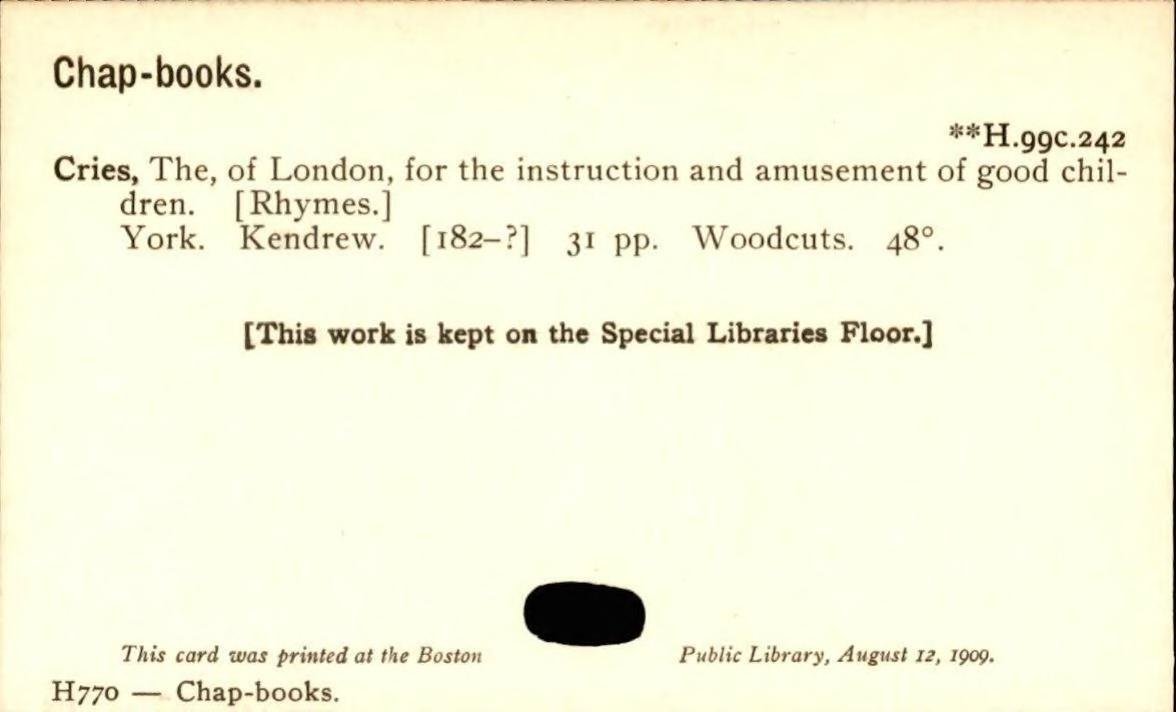 Chap-books.
**H.99c.242
Cries, The, of London, for the instruction and amusement of good chil-
dren. [Rhymes.]
York. Kendrew. [182–?] 31 pp. Woodcuts. 48°.
[This work is kept on the Special Libraries Floor.]
This card was printed at the Boston Public Library, August 12, 1909.
H770 — Chap-books.